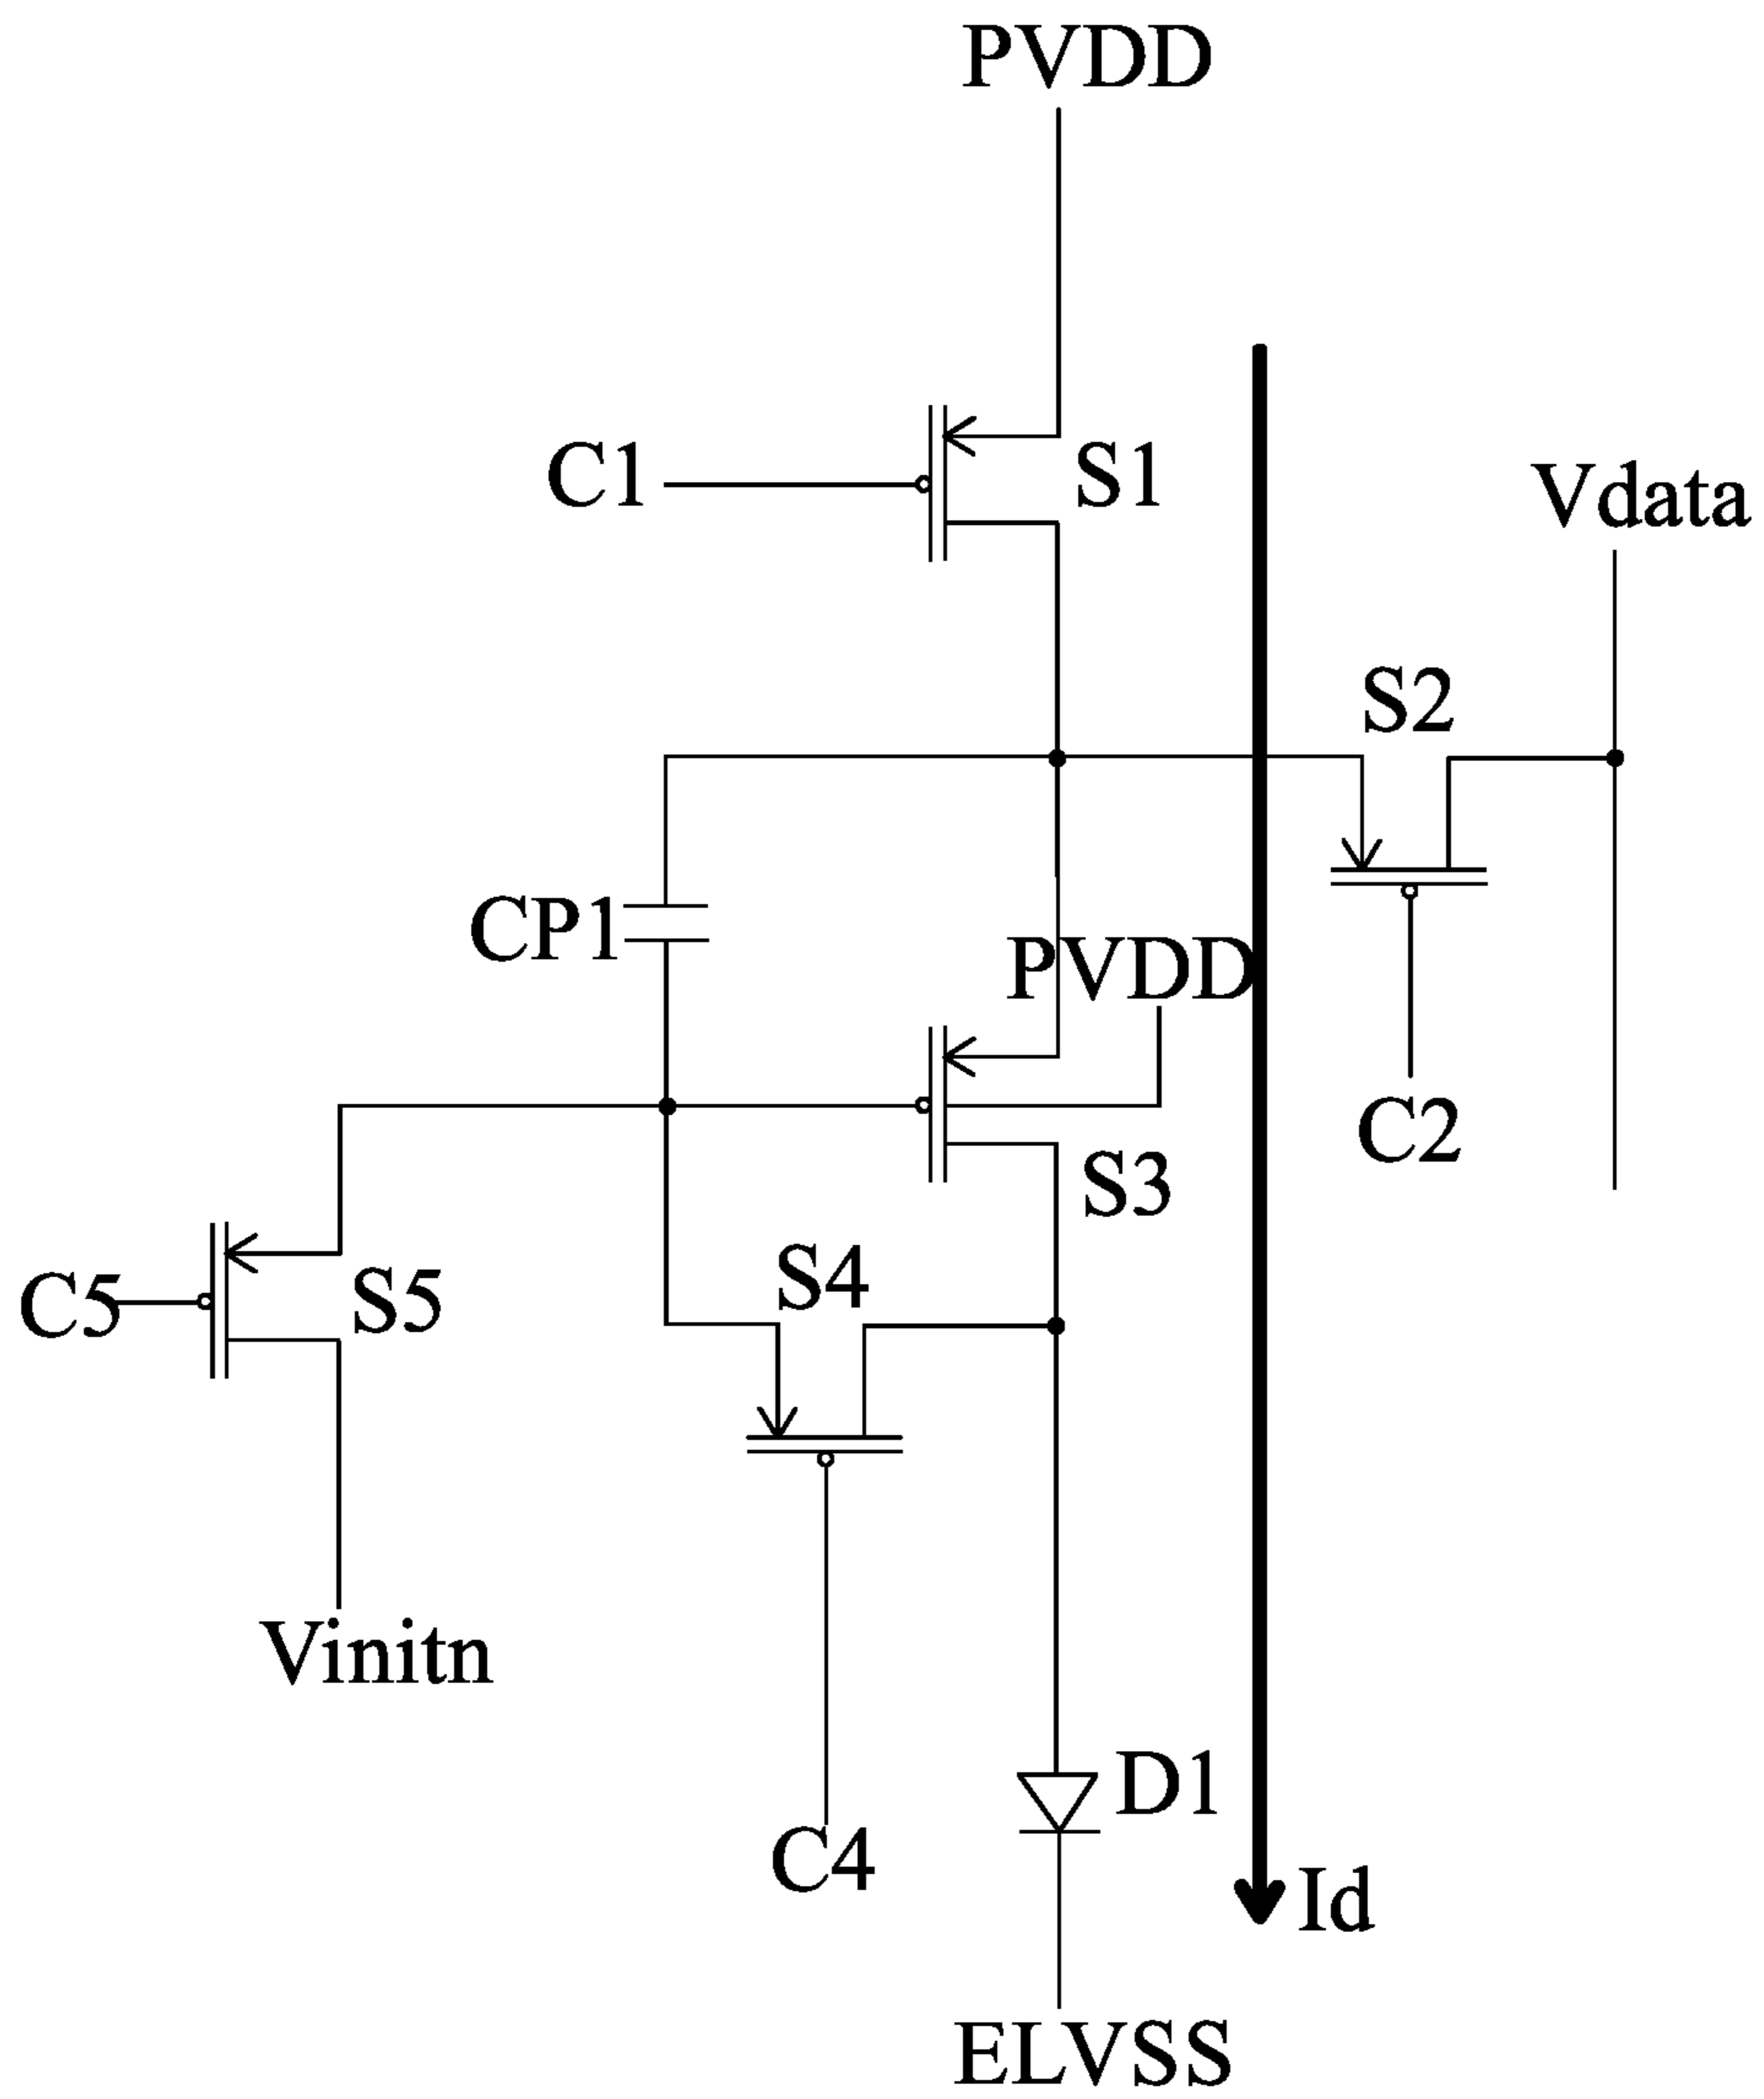 PVDD
C1
S1
Vdata
S2
CP1
PVDD
C2
S3
S4
C5
S5
Vinitn
D1
C4
Id
ELVSS